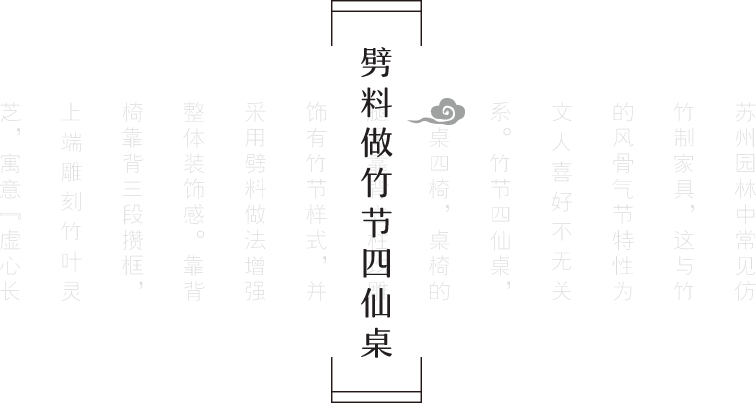 劈料做竹节四仙桌
苏州园林中常见仿
竹制家具，这与竹
的风骨气节特性为
文人喜好不无关
系。竹节四仙桌，
桌四椅，桌椅的
饰有竹节样式，并
采用劈料做法增强
整体装饰感。靠背
椅靠背三段攒框，
上端雕刻竹叶灵
芝，寓意『虚心长